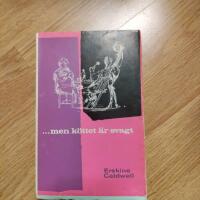 ...men köttet är svagt
Erskine
Caldwell